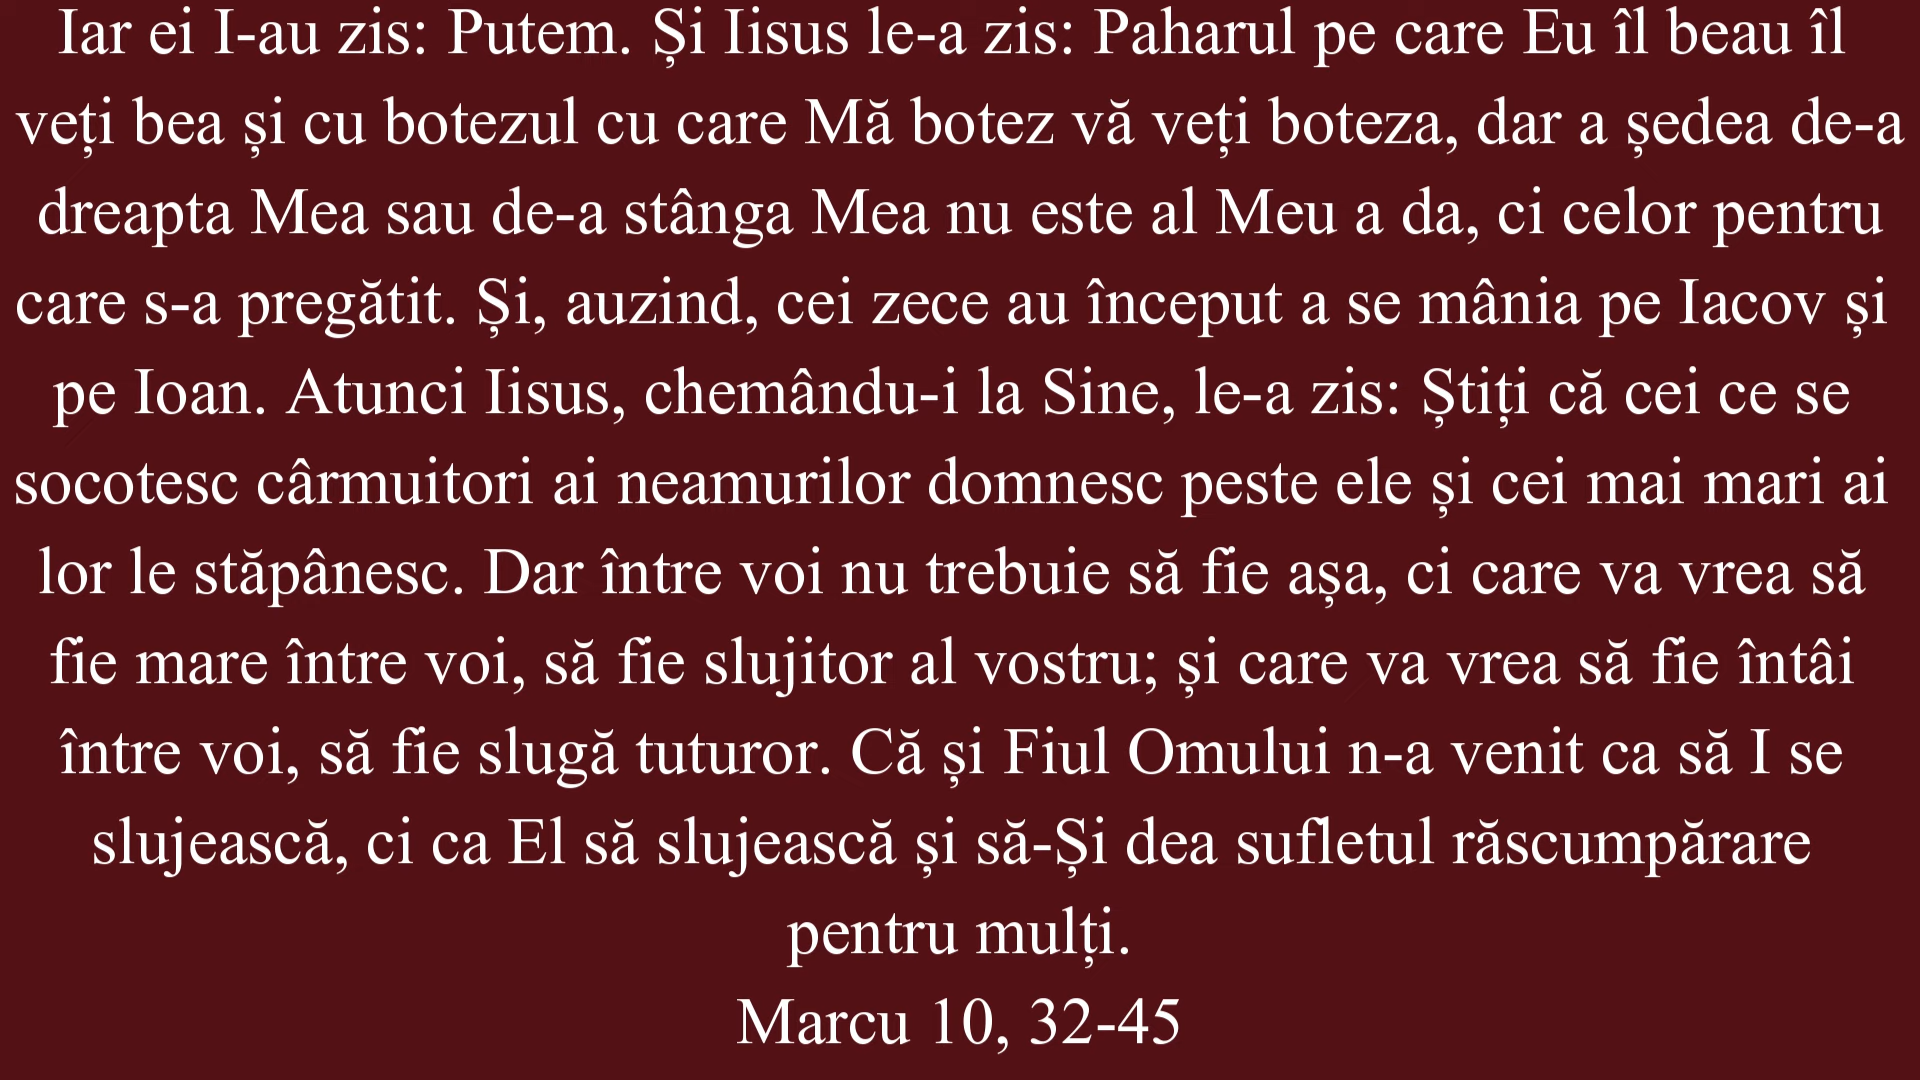 Iar ei I-au zis: Putem. Și Iisus le-a zis: Paharul pe care Eu îl beau îl
veți bea și cu botezul cu care Mă botez vă veți boteza, dar a ședea de-a
dreapta Mea sau de-a stânga Mea nu este al Meu a da, ci celor pentru
care s-a pregătit. Și, auzind, cei zece au început a se mânia pe Iacov și
pe Ioan. Atunci Iisus, chemându-i la Sine, le-a zis: Știți că cei ce se
socotesc cârmuitori ai neamurilor domnesc peste ele și cei mai mari ai
lor le stăpânesc. Dar între voi nu trebuie să fie așa, ci care va vrea să
fie mare între voi, să fie slujitor al vostru; și care va vrea să fie întâi
între voi, să fie slugă tuturor. Că și Fiul Omului n-a venit ca să I se
slujească, ci ca El să slujească și să-Și dea sufletul răscumpărare
pentru mulți.
Marcu 10, 32-45